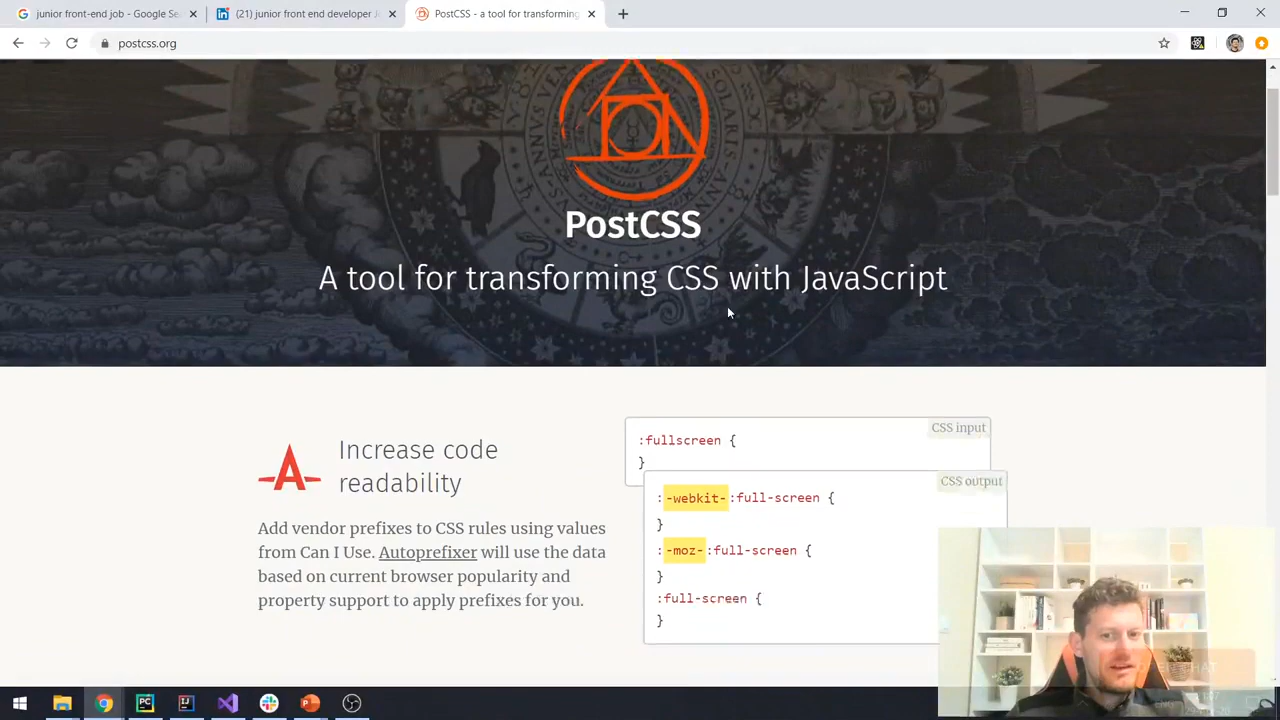 junior front-end job - Google Se
(21) junior front end developer J
PostCSS - a tool for transforming
postcss.org
PostCSS
A tool for transforming CSS with JavaScript
Increase code
readability
Add vendor prefixes to CSS rules using values
from Can I Use. Autoprefixer will use the data
based on current browser popularity and
property support to apply prefixes for you.
CSS input
:fullscreen {
}
CSS output
:-webkit-:full-screen {
}
:-moz-:full-screen {
}
:full-screen {
}